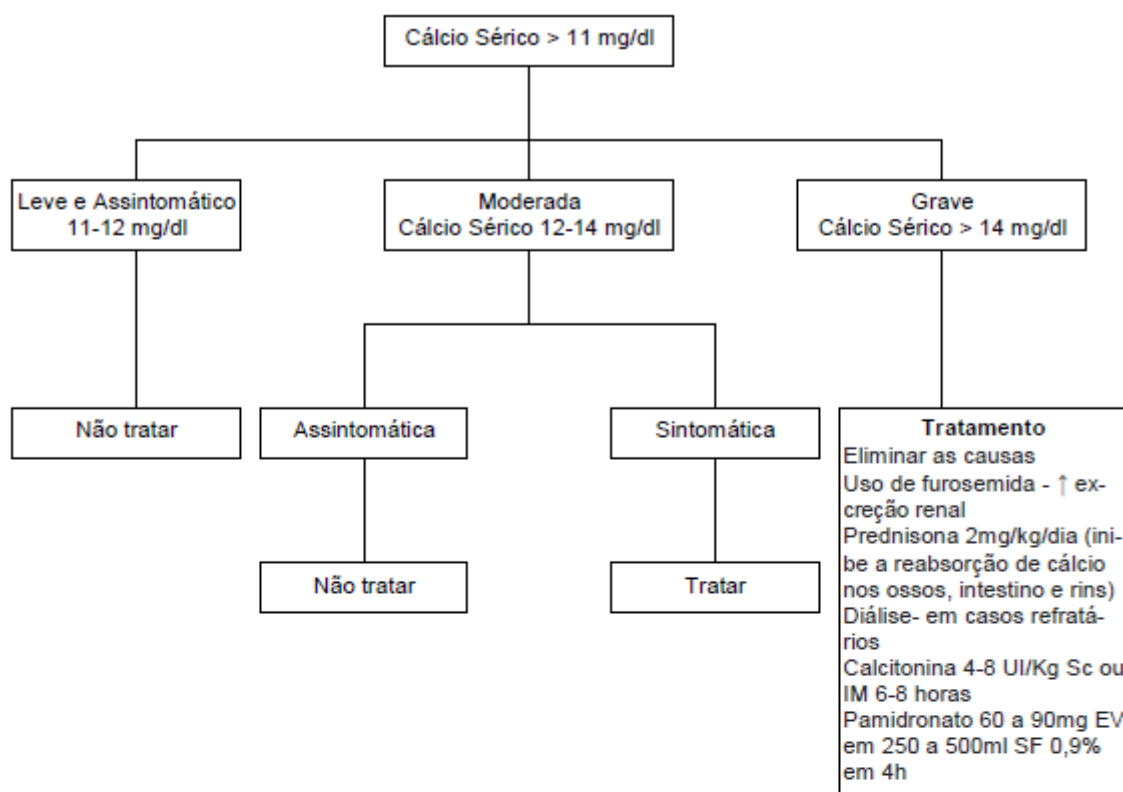 Cálcio Sérico > 11 mg/dl
Leve e Assintomático
11-12 mg/dl
Moderada
Cálcio Sérico 12-14 mg/dl
Grave
Cálcio Sérico > 14 mg/dl
Não tratar
Assintomática
Sintomática
Não tratar
Tratar
Tratamento
Eliminar as causas
Uso de furosemida - ↑ ex-
creção renal
Prednisona 2mg/kg/dia (ini-
be a reabsorção de cálcio
nos ossos, intestino e rins)
Diálise- em casos refratá-
rios
Calcitonina 4-8 UI/Kg Sc ou
IM 6-8 horas
Pamidronato 60 a 90mg EV
em 250 a 500ml SF 0,9%
em 4h